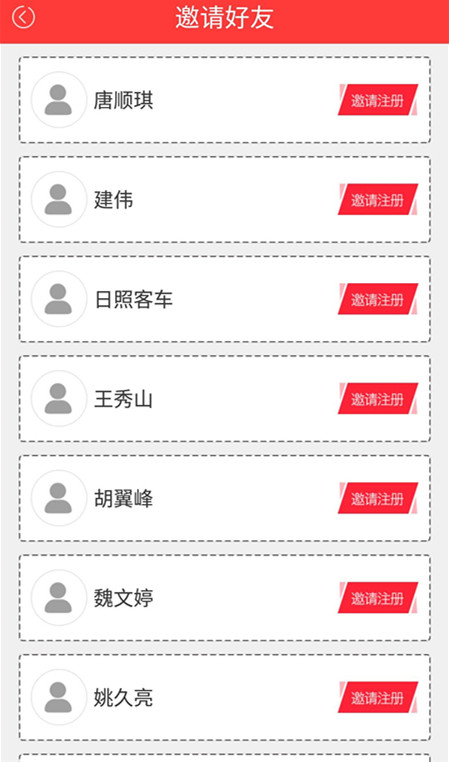 邀请好友
唐顺琪 邀请注册
建伟 邀请注册
日照客车 邀请注册
王秀山 邀请注册
胡翼峰 邀请注册
魏文婷 邀请注册
姚久亮 邀请注册